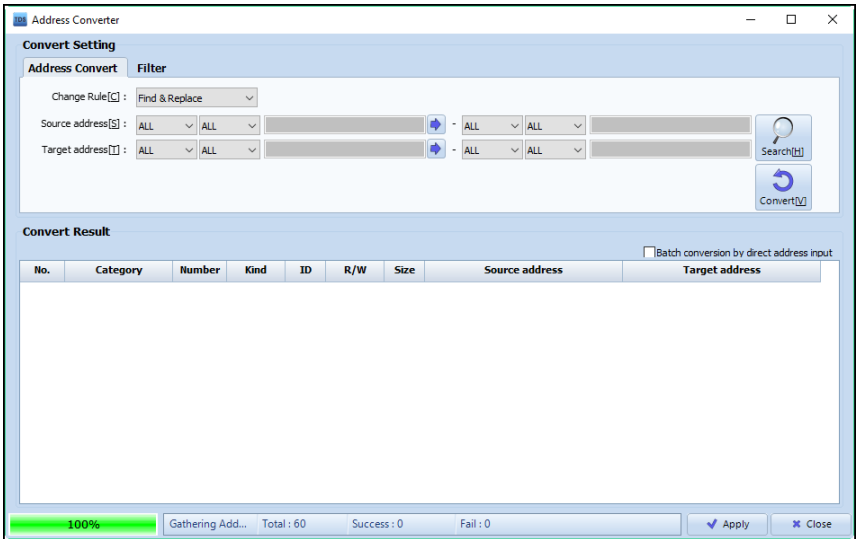 IDS Address Converter
Convert Setting
Address Convert Filter
Change Rule[C] : Find & Replace
Source address[S] : ALL ALL - ALL ALL
Target address[T] : ALL ALL - ALL ALL
Search[H]
Convert[V]
Convert Result
Batch conversion by direct address input
No. Category Number Kind ID R/W Size Source address Target address
100% Gathering Add... Total : 60 Success : 0 Fail : 0 Apply Close